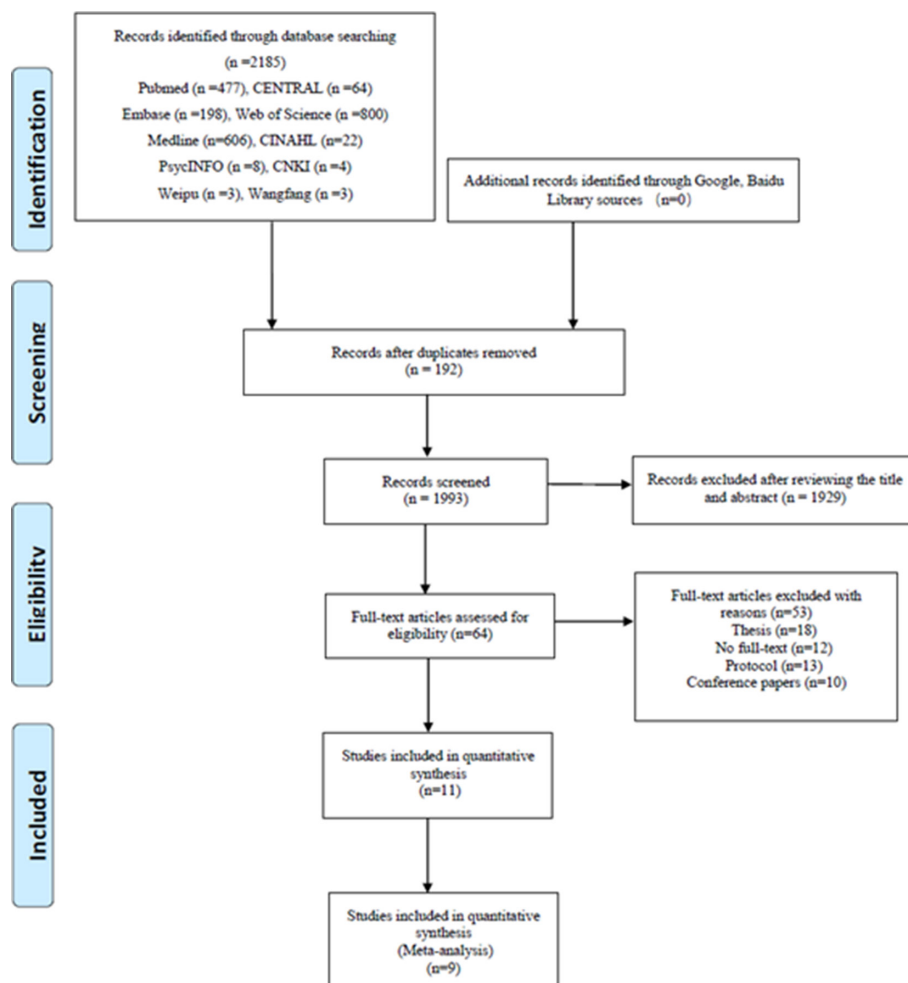 Identification
Records identified through database searching
(n =2185)
Pubmed (n =477), CENTRAL (n =64)
Embase (n =198), Web of Science (n =800)
Medline (n=606), CINAHL (n=22)
PsycINFO (n =8), CNKI (n =4)
Weipu (n =3), Wangfang (n =3)
Additional records identified through Google, Baidu
Library sources （n=0）
Screening
Records after duplicates removed
(n = 192)
Records screened
(n = 1993)
Records excluded after reviewing the title
and abstract (n = 1929)
Eligibility
Full-text articles assessed for
eligibility (n=64)
Full-text articles excluded with
reasons (n=53)
Thesis (n=18)
No full-text (n=12)
Protocol (n=13)
Conference papers (n=10)
Included
Studies included in quantitative
synthesis
(n=11)
Studies included in quantitative
synthesis
(Meta-analysis)
(n=9)